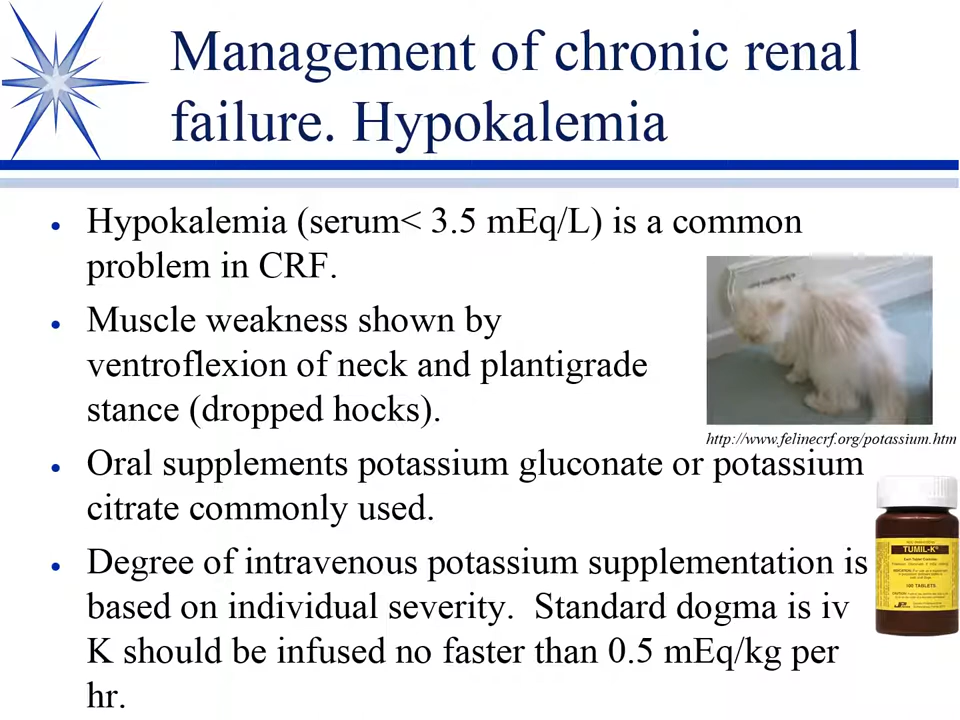 Management of chronic renal
failure. Hypokalemia
• Hypokalemia (serum< 3.5 mEq/L) is a common
problem in CRF.
• Muscle weakness shown by
ventroflexion of neck and plantigrade
stance (dropped hocks).
http://www.felinecrf.org/potassium.htm
• Oral supplements potassium gluconate or potassium
citrate commonly used.
• Degree of intravenous potassium supplementation is
based on individual severity.  Standard dogma is iv
K should be infused no faster than 0.5 mEq/kg per
hr.
TUMIL-K
100 TABLETS